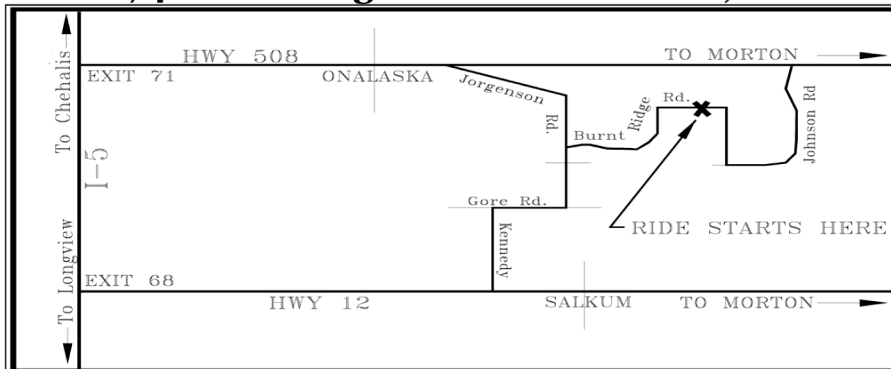 HWY 508
TO MORTON
EXIT 71
ONALASKA
To Chehalis
Jorgenson
Rd.
Burnt
Ridge
Rd.
Johnson Rd
I-5
Gore Rd.
RIDE STARTS HERE
Kennedy
To Longview
EXIT 68
HWY 12
SALKUM
TO MORTON